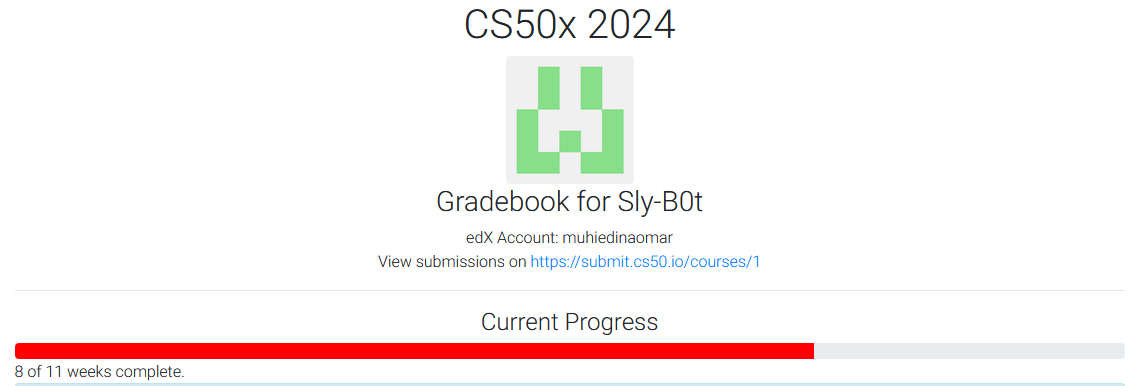 CS50x 2024
Gradebook for Sly-B0t
edX Account: muhiedinaomar
View submissions on https://submit.cs50.io/courses/1
Current Progress
8 of 11 weeks complete.